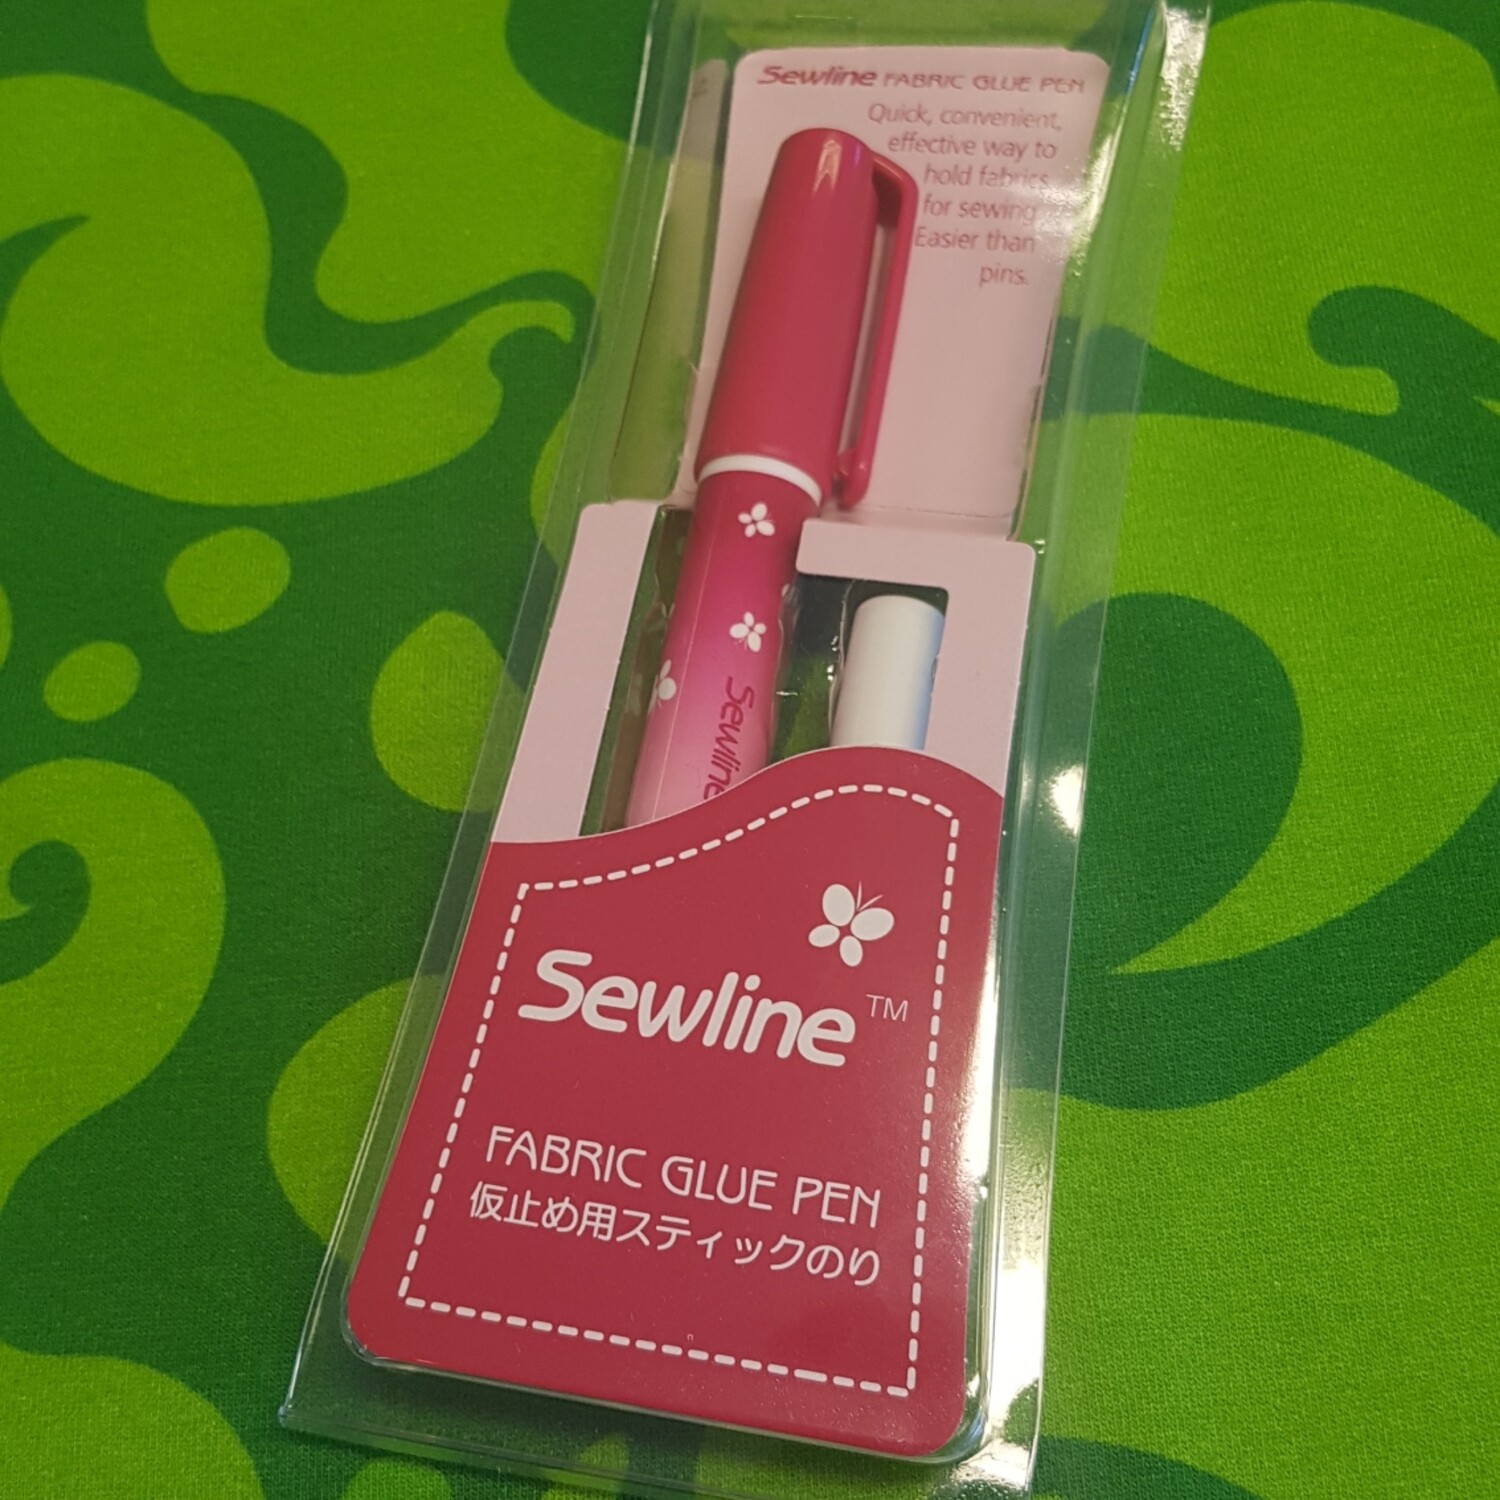 Sewline FABRIC GLUE PEN
Quick, convenient,
effective way to
hold fabrics
for sewing
Easier than
pins.
Sewline
Sewline™
FABRIC GLUE PEN
仮止め用スティックのり